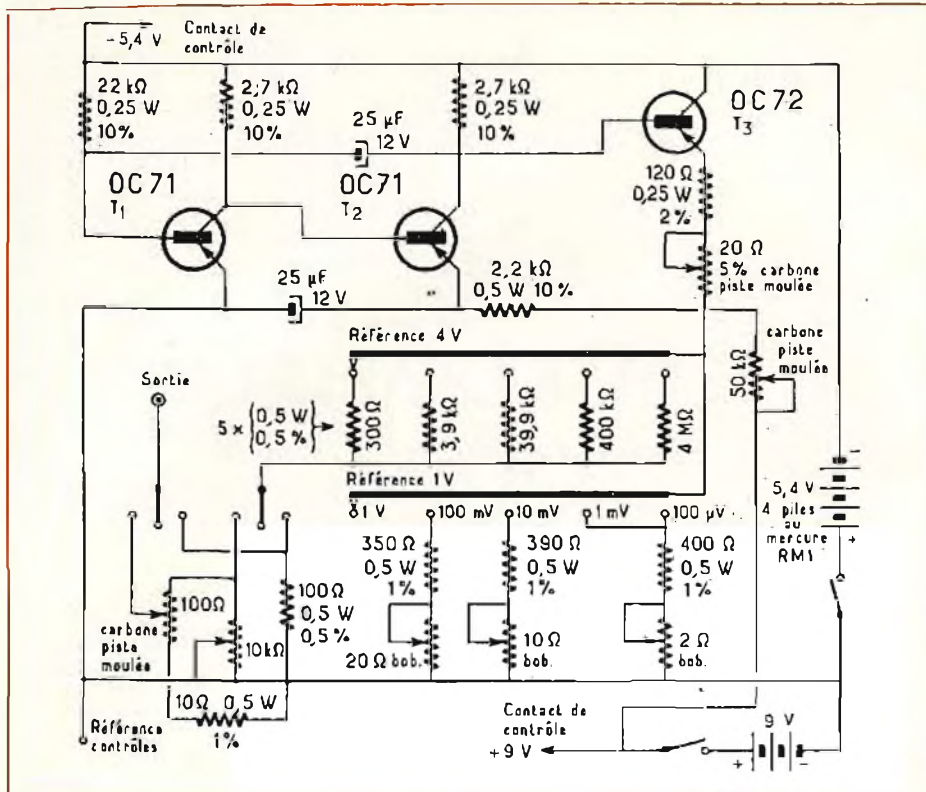 Contact de
contrôle
-5,4 V
22 kΩ
0,25 W
10%
2,7 kΩ
0,25 W
10%
25 µF
12 V
2,7 kΩ
0,25 W
10%
OC72
T3
OC71
T1
OC71
T2
120 Ω
0,25 W
2%
20 Ω
5% carbone
piste moulée
25 µF
12 V
2,2 kΩ
0,5 W 10%
Référence 4 V
carbone
piste
moulée
50 kΩ
Sortie
5 x { 0,5 W
0,5 % }
300 Ω
3,9 kΩ
39,9 kΩ
400 kΩ
4 MΩ
Référence 1 V
1 V
100 mV
10 mV
1 mV
100 µV
-
5,4 V
4 piles
au
mercure
RM1
+
350 Ω
0,5 W
1%
390 Ω
0,5 W
1%
400 Ω
0,5 W
1%
100 Ω
10 kΩ
100 Ω
0,5 W
0,5 %
carbone
piste
moulée
20 Ω bob.
10 Ω
bob.
2 Ω
bob.
10 Ω 0,5 W
1%
Référence
contrôles
Contact de
contrôle
+9 V
9 V
+ -